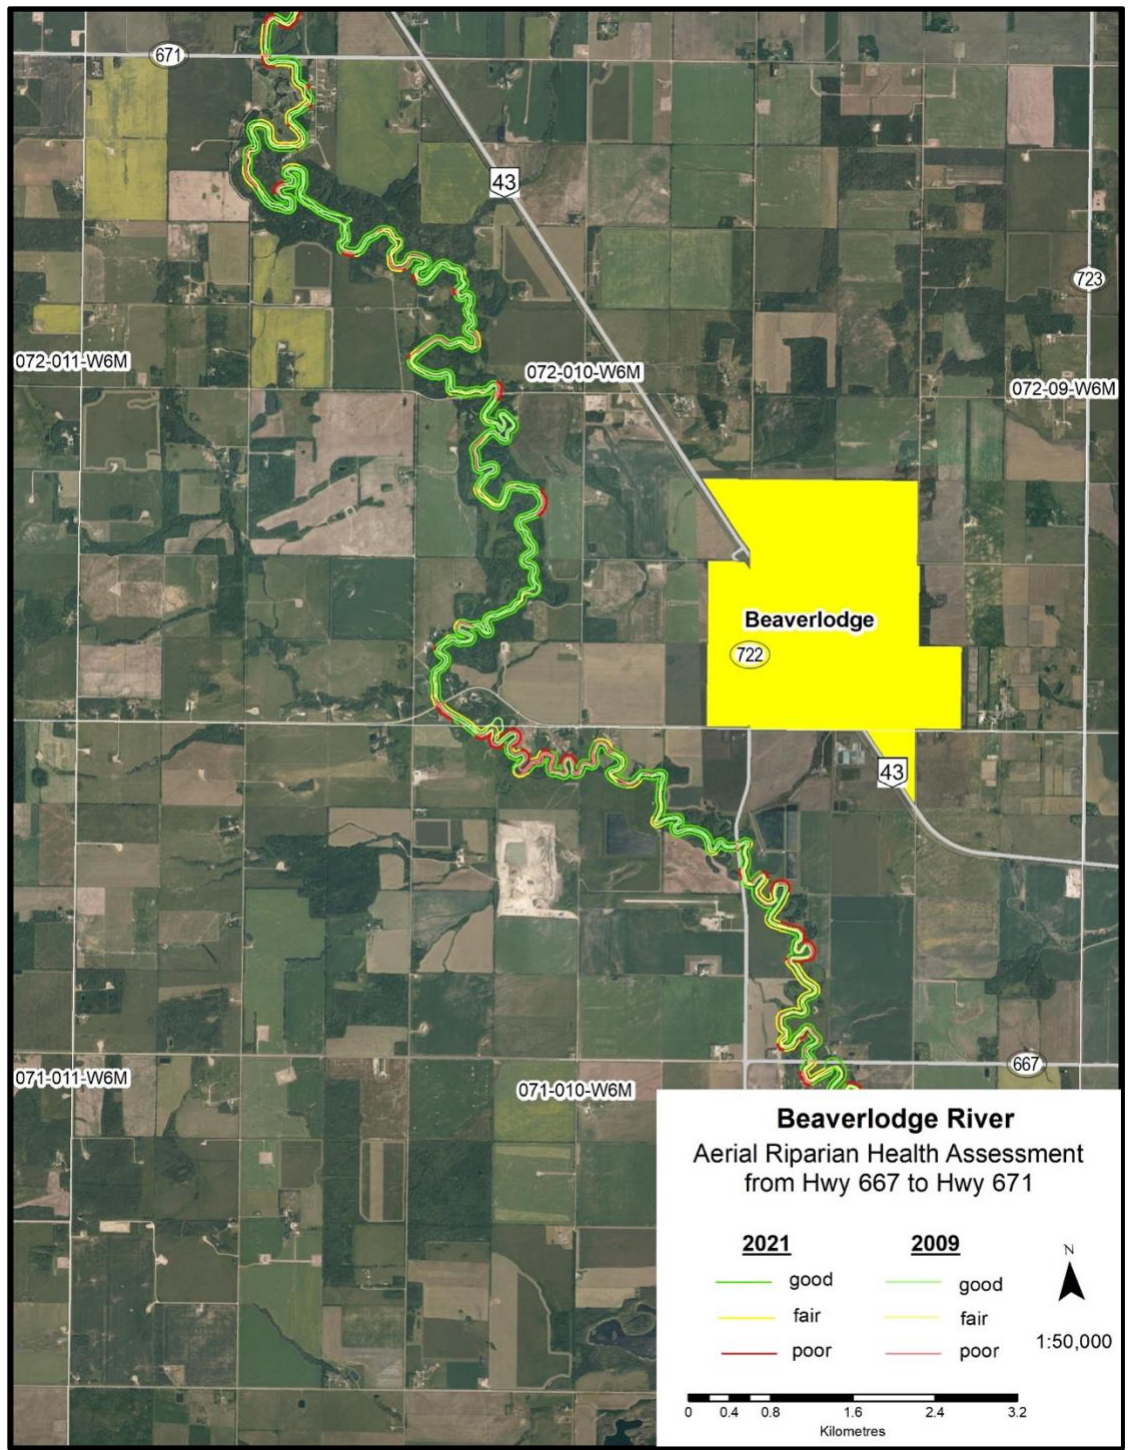 671
43
723
072-011-W6M
072-010-W6M
072-09-W6M
Beaverlodge
722
43
667
071-011-W6M
071-010-W6M
Beaverlodge River
Aerial Riparian Health Assessment
from Hwy 667 to Hwy 671
2021 2009
good good
fair fair
poor poor
N
1:50,000
0 0.4 0.8 1.6 2.4 3.2
Kilometres